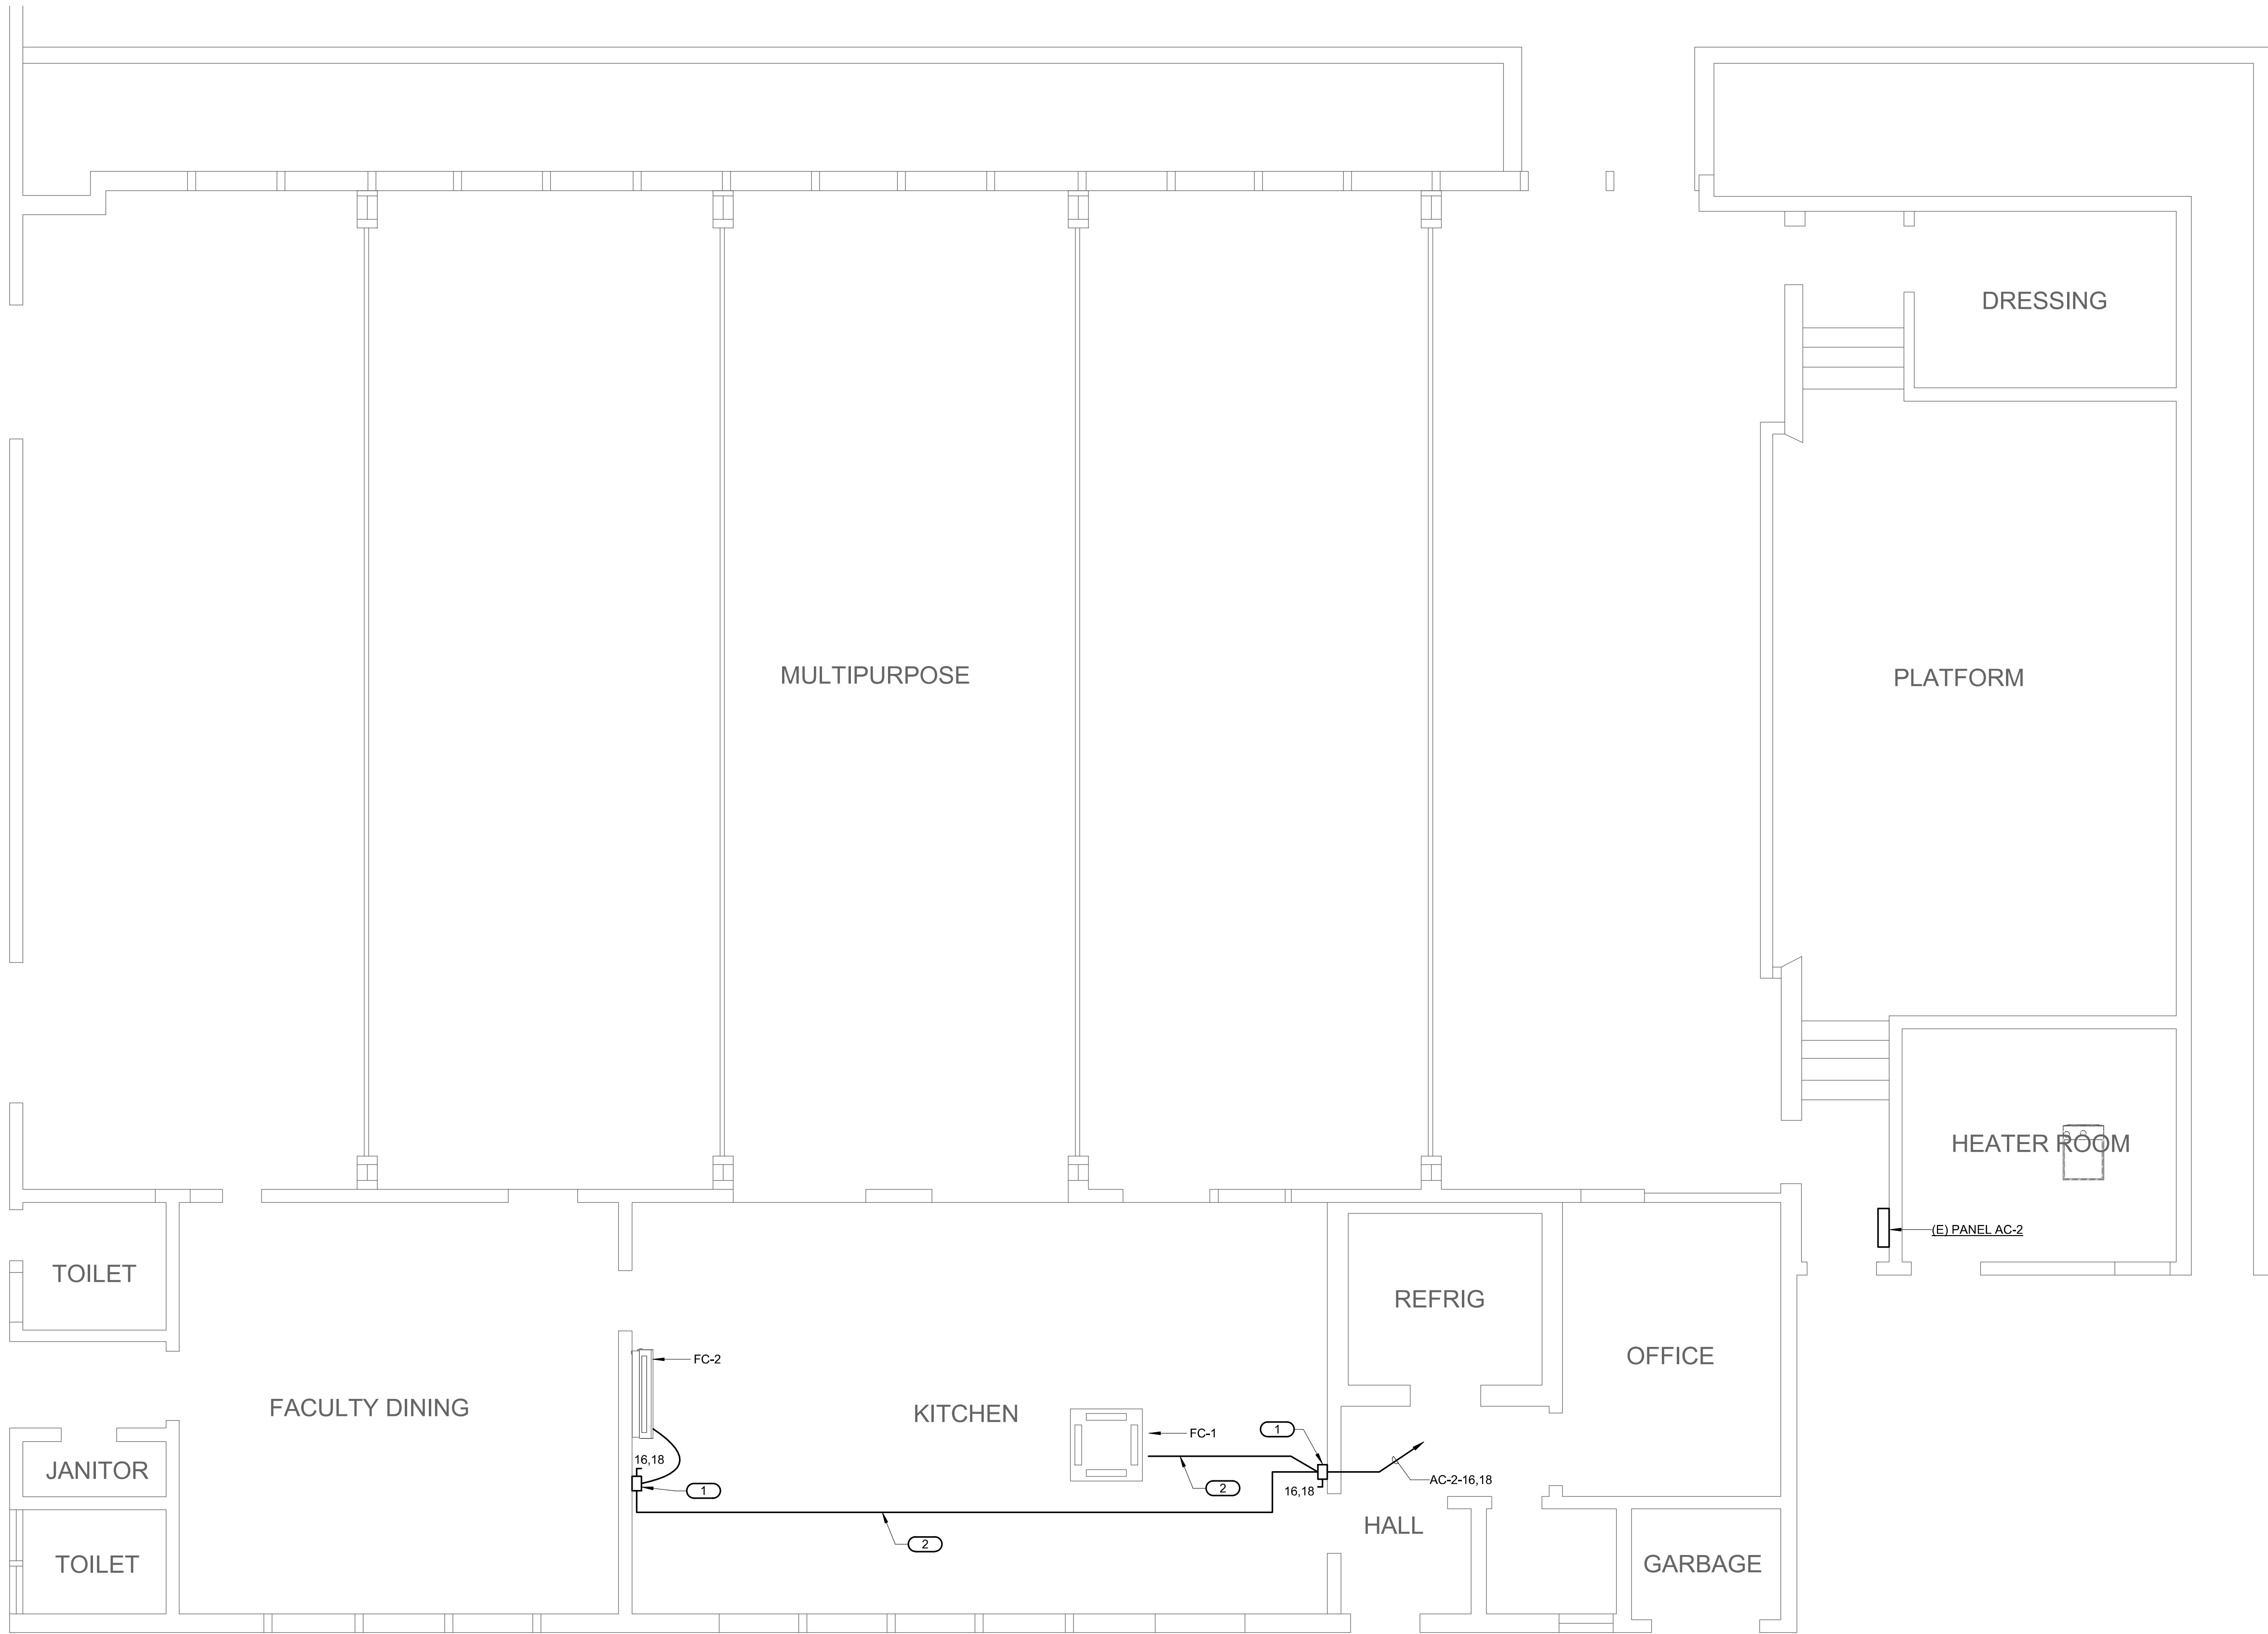 DRESSING
MULTIPURPOSE
PLATFORM
HEATER ROOM
(E) PANEL AC-2
TOILET
REFRIG
OFFICE
FC-2
FACULTY DINING
KITCHEN
FC-1
1
16,18
JANITOR
AC-2-16,18
1
2
16,18
HALL
2
TOILET
GARBAGE